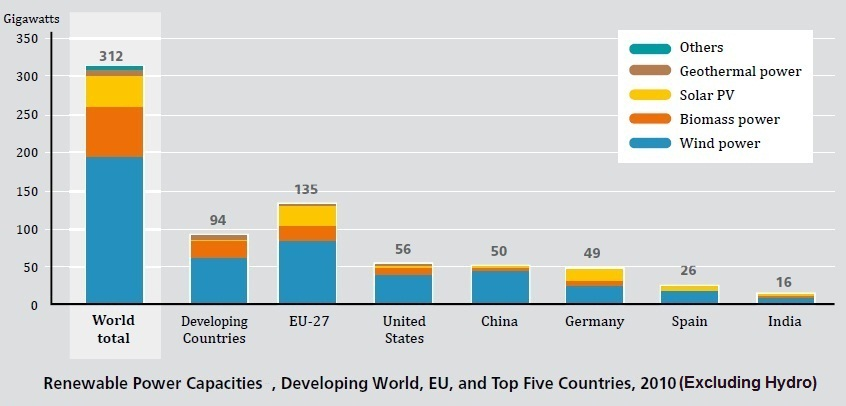 Gigawatts
350
300
250
200
150
100
50
0
312
94
135
56
50
49
26
16
Others
Geothermal power
Solar PV
Biomass power
Wind power
World
total
Developing
Countries
EU-27
United
States
China
Germany
Spain
India
Renewable Power Capacities , Developing World, EU, and Top Five Countries, 2010 (Excluding Hydro)